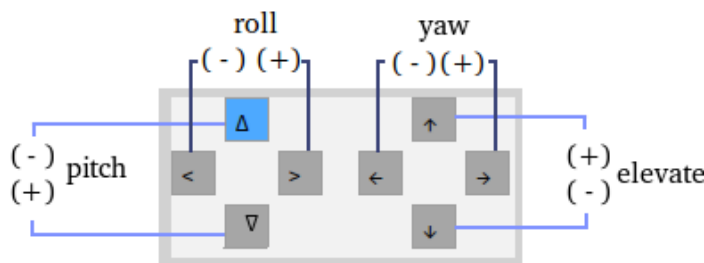 roll yaw
( - ) (+) ( - ) (+)
Δ ↑
( - ) (+)
(+) pitch < > ← → ( - ) elevate
∇ ↓